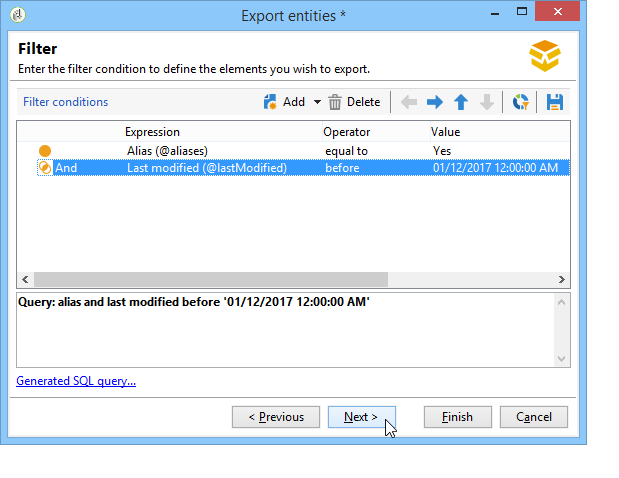 Export entities *
Filter
Enter the filter condition to define the elements you wish to export.
Filter conditions Add Delete
Expression Operator Value
Alias (@aliases) equal to Yes
And Last modified (@lastModified) before 01/12/2017 12:00:00 AM
Query: alias and last modified before '01/12/2017 12:00:00 AM'
Generated SQL query...
< Previous Next > Finish Cancel